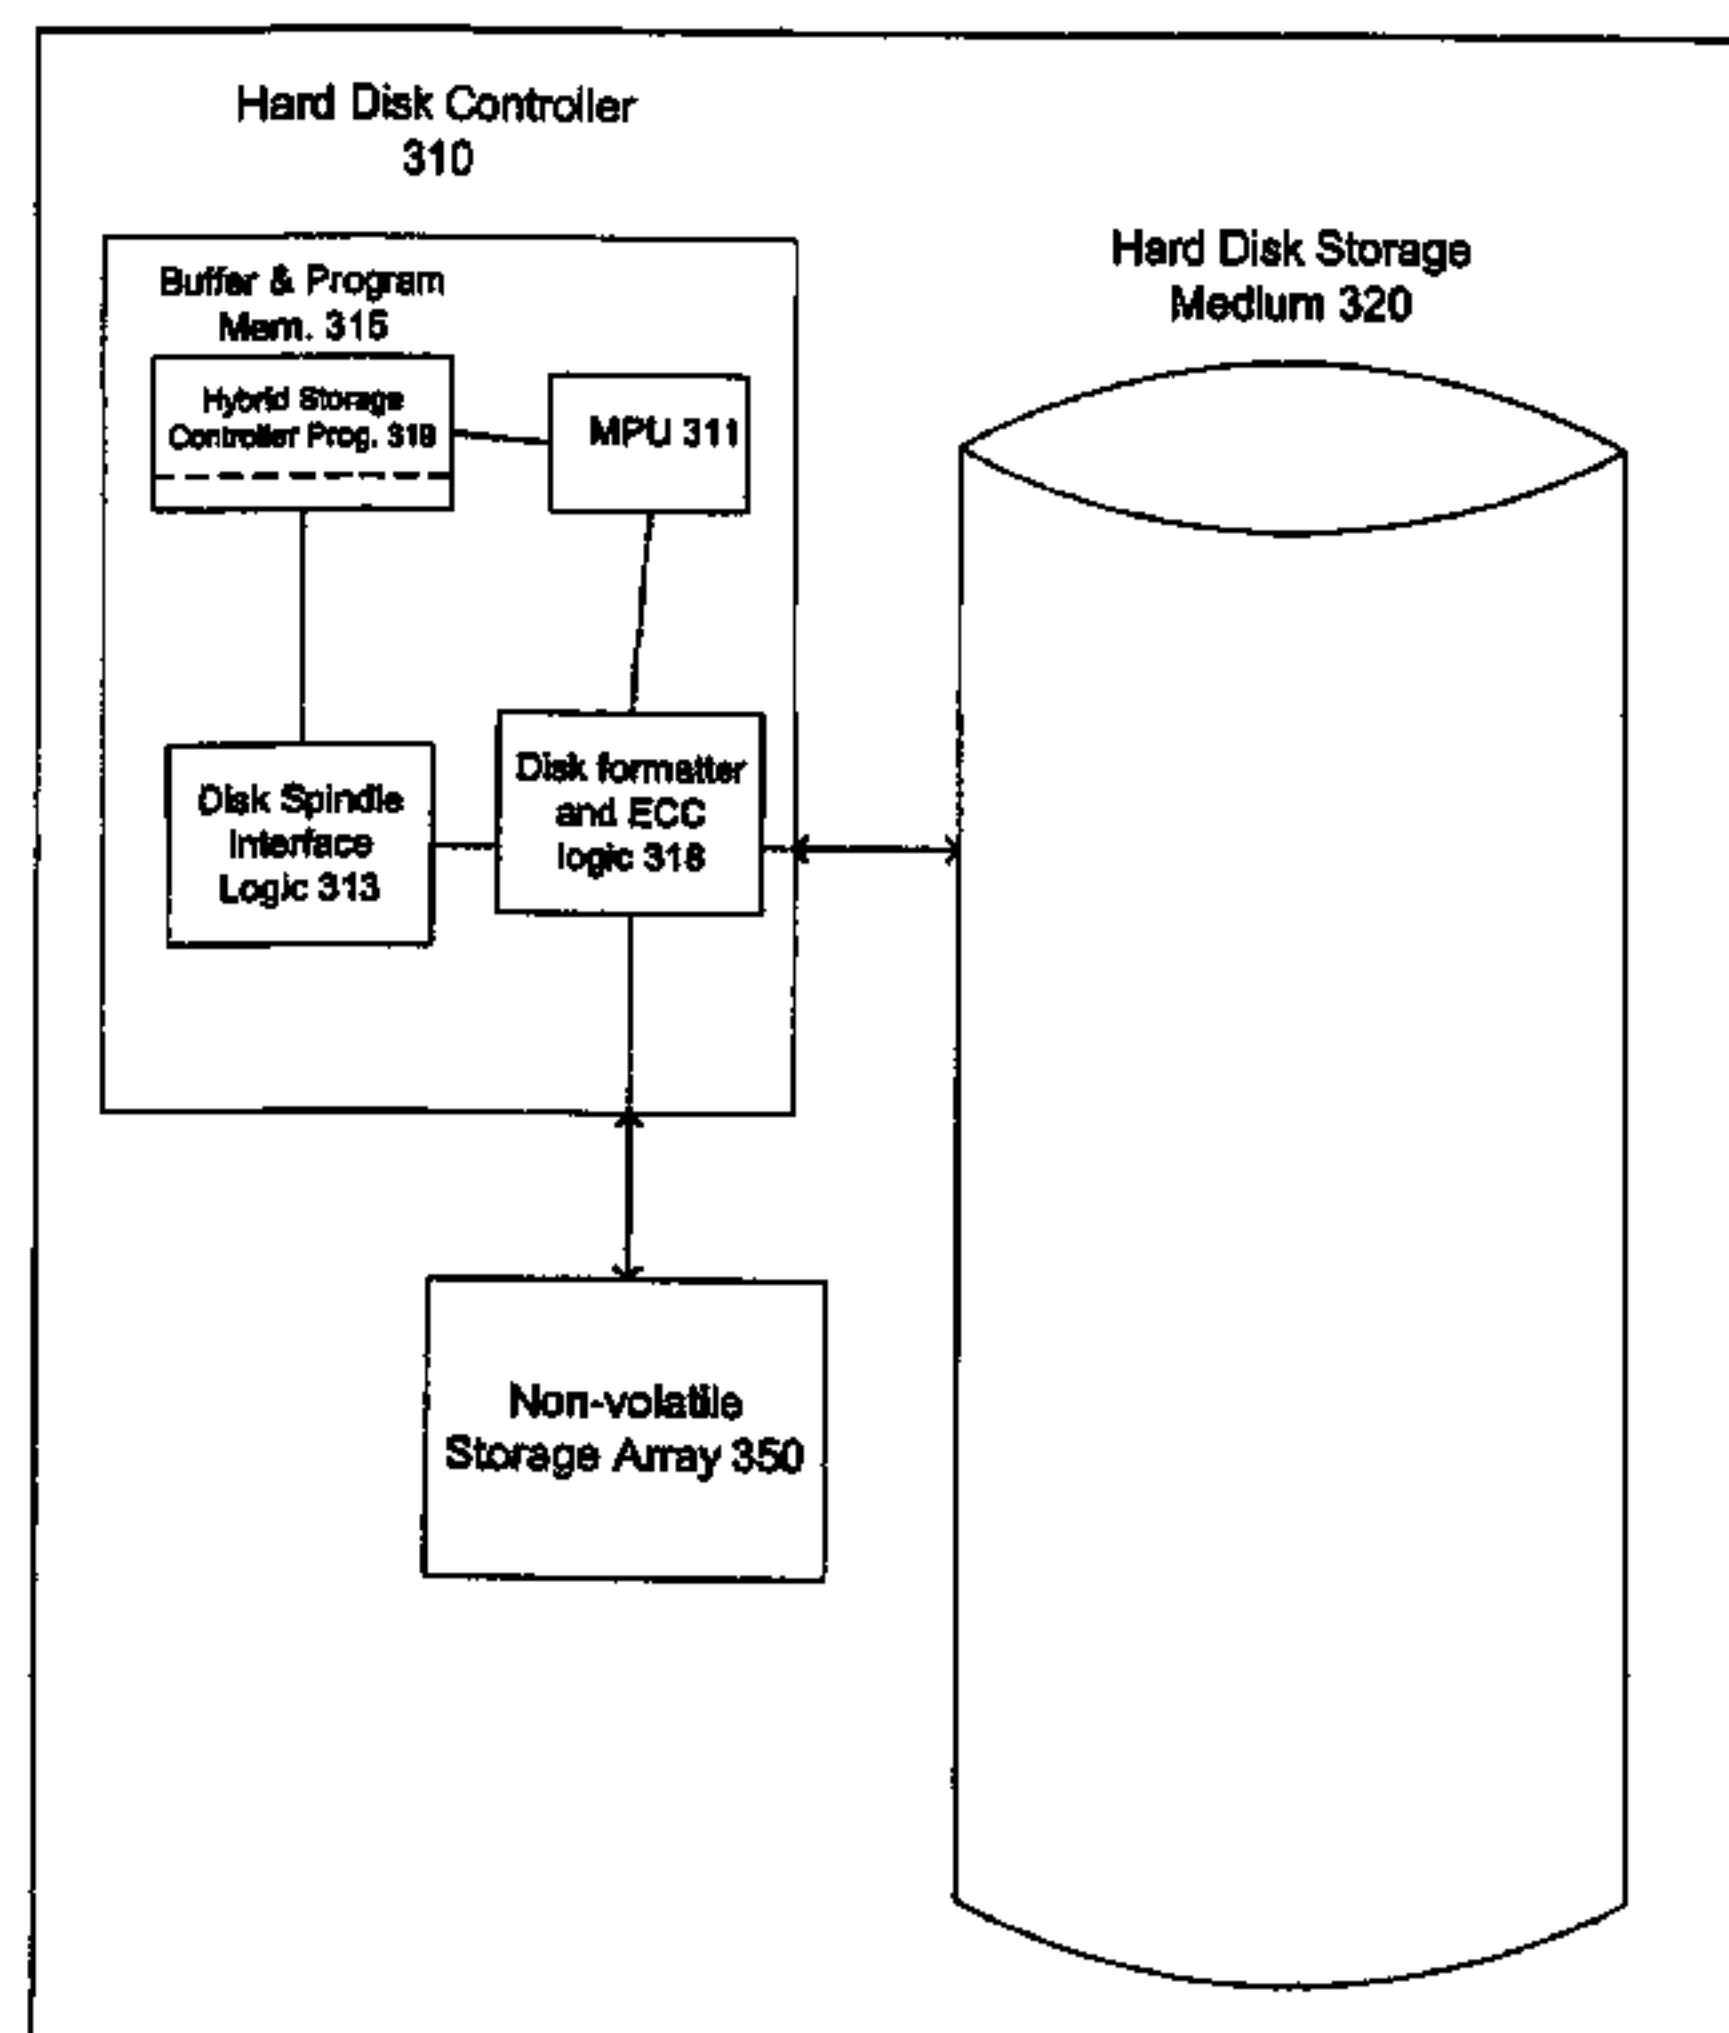 Hard Disk Controller
310
Buffer & Program
Mem. 315
Hybrid Storage
Controller Prog. 319
MPU 311
Disk Spindle
Interface
Logic 313
Disk formatter
and ECC
logic 316
Hard Disk Storage
Medium 320
Non-volatile
Storage Array 350